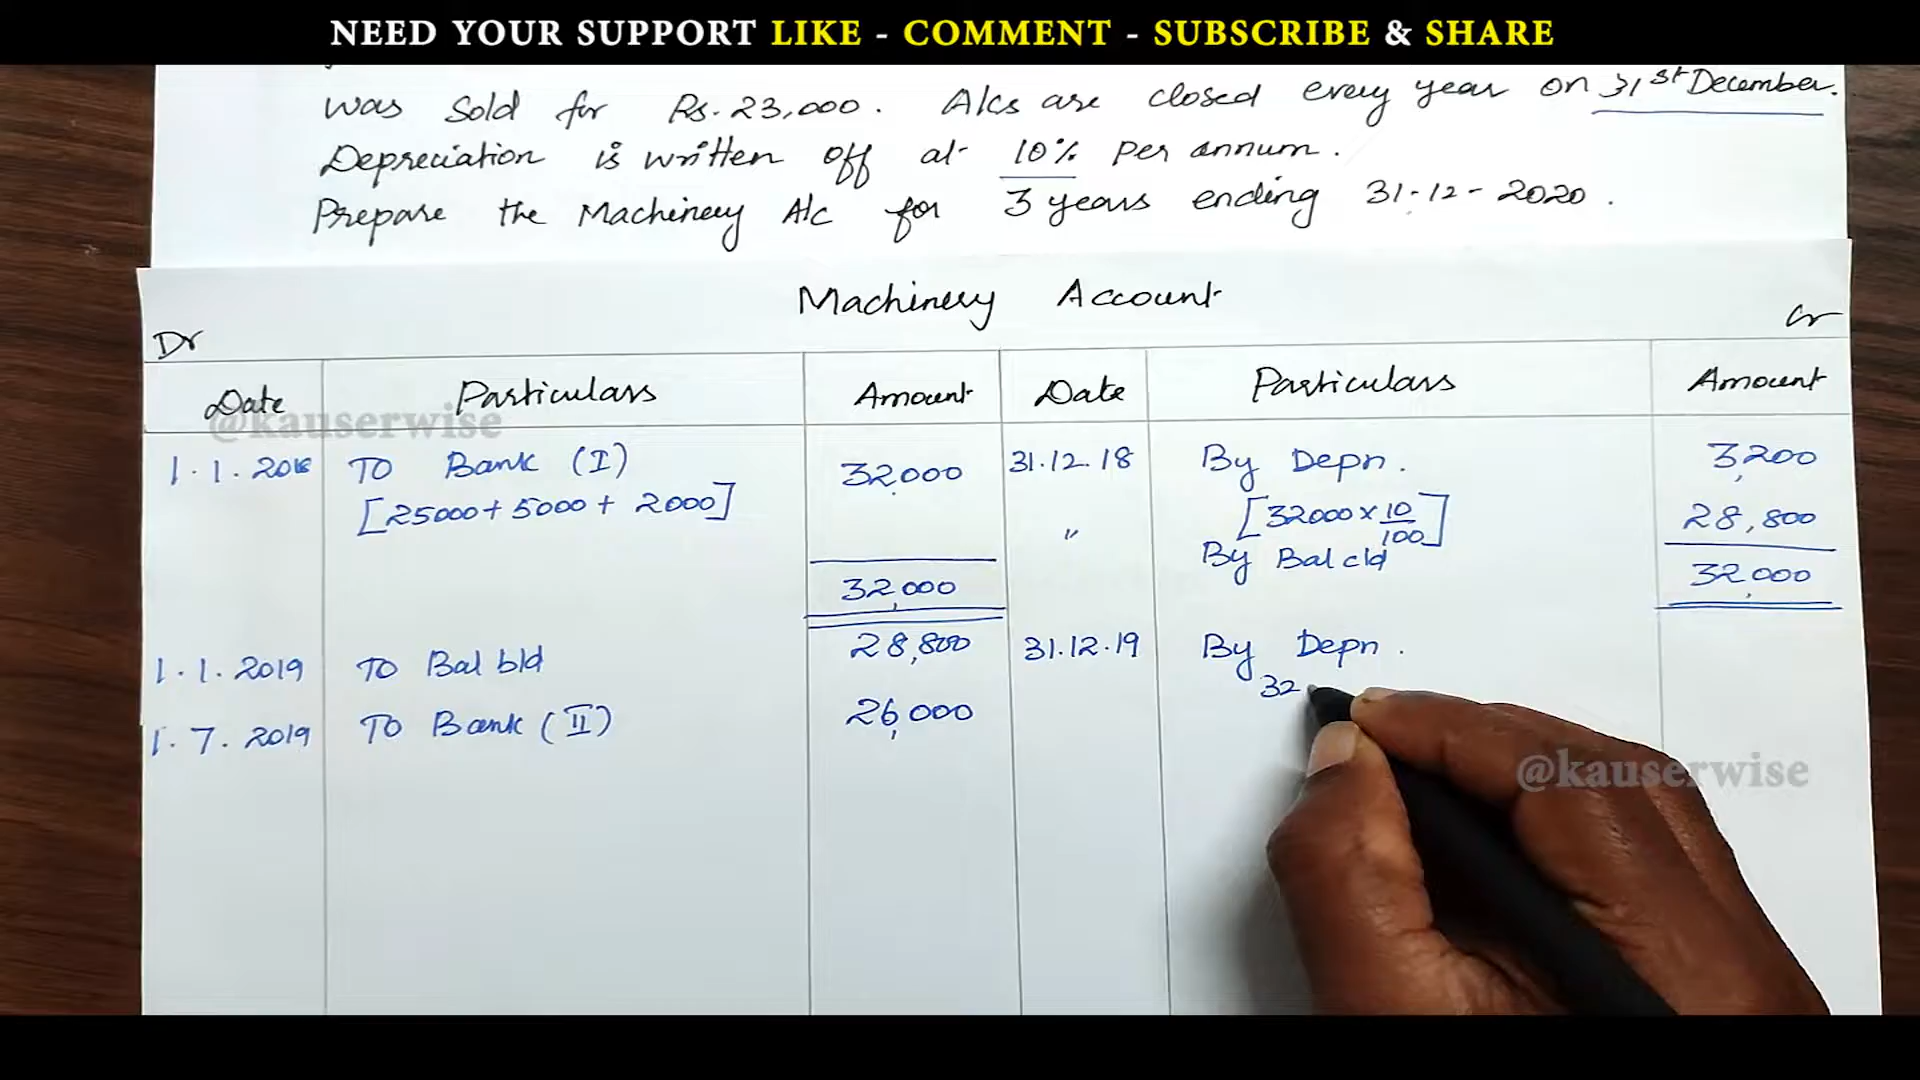 NEED YOUR SUPPORT LIKE - COMMENT - SUBSCRIBE & SHARE
was sold for Rs. 23,000. A/cs are closed every year on 31st December.
Depreciation is written off at 10% per annum.
Prepare the Machinery A/c for 3 years ending 31-12-2020.
Machinery Account
Dr Cr
Date Particulars Amount Date Particulars Amount
@kauserwise
1.1.2018 TO Bank (I) 32,000 31.12.18 By Depn. 3,200
[25000 + 5000 + 2000] [32000 × 10/100] 28,800
" By Bal c/d
32,000 32,000
1.1.2019 TO Bal b/d 28,800 31.12.19 By Depn.
32
1.7.2019 TO Bank (II) 26,000
@kauserwise